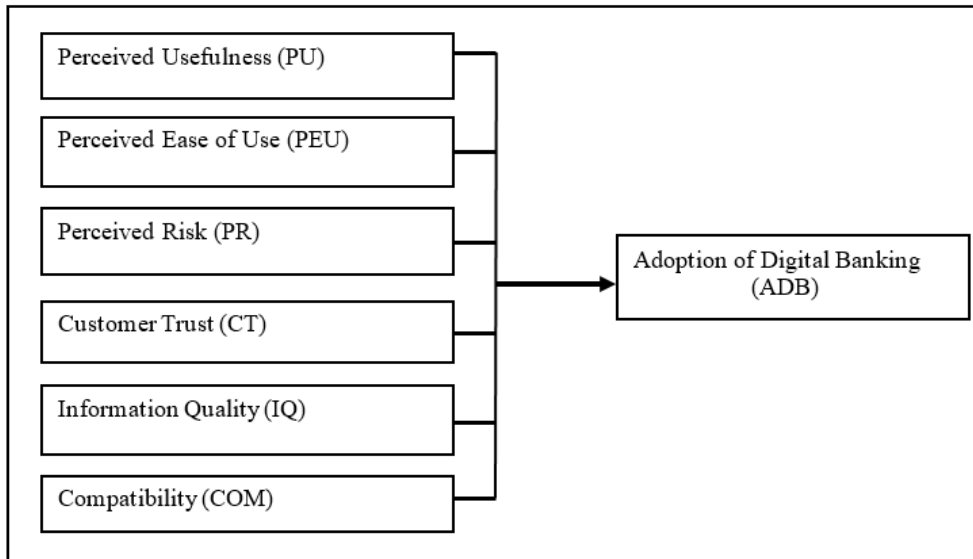 Perceived Usefulness (PU)
Perceived Ease of Use (PEU)
Perceived Risk (PR)
Customer Trust (CT)
Information Quality (IQ)
Compatibility (COM)
Adoption of Digital Banking
(ADB)